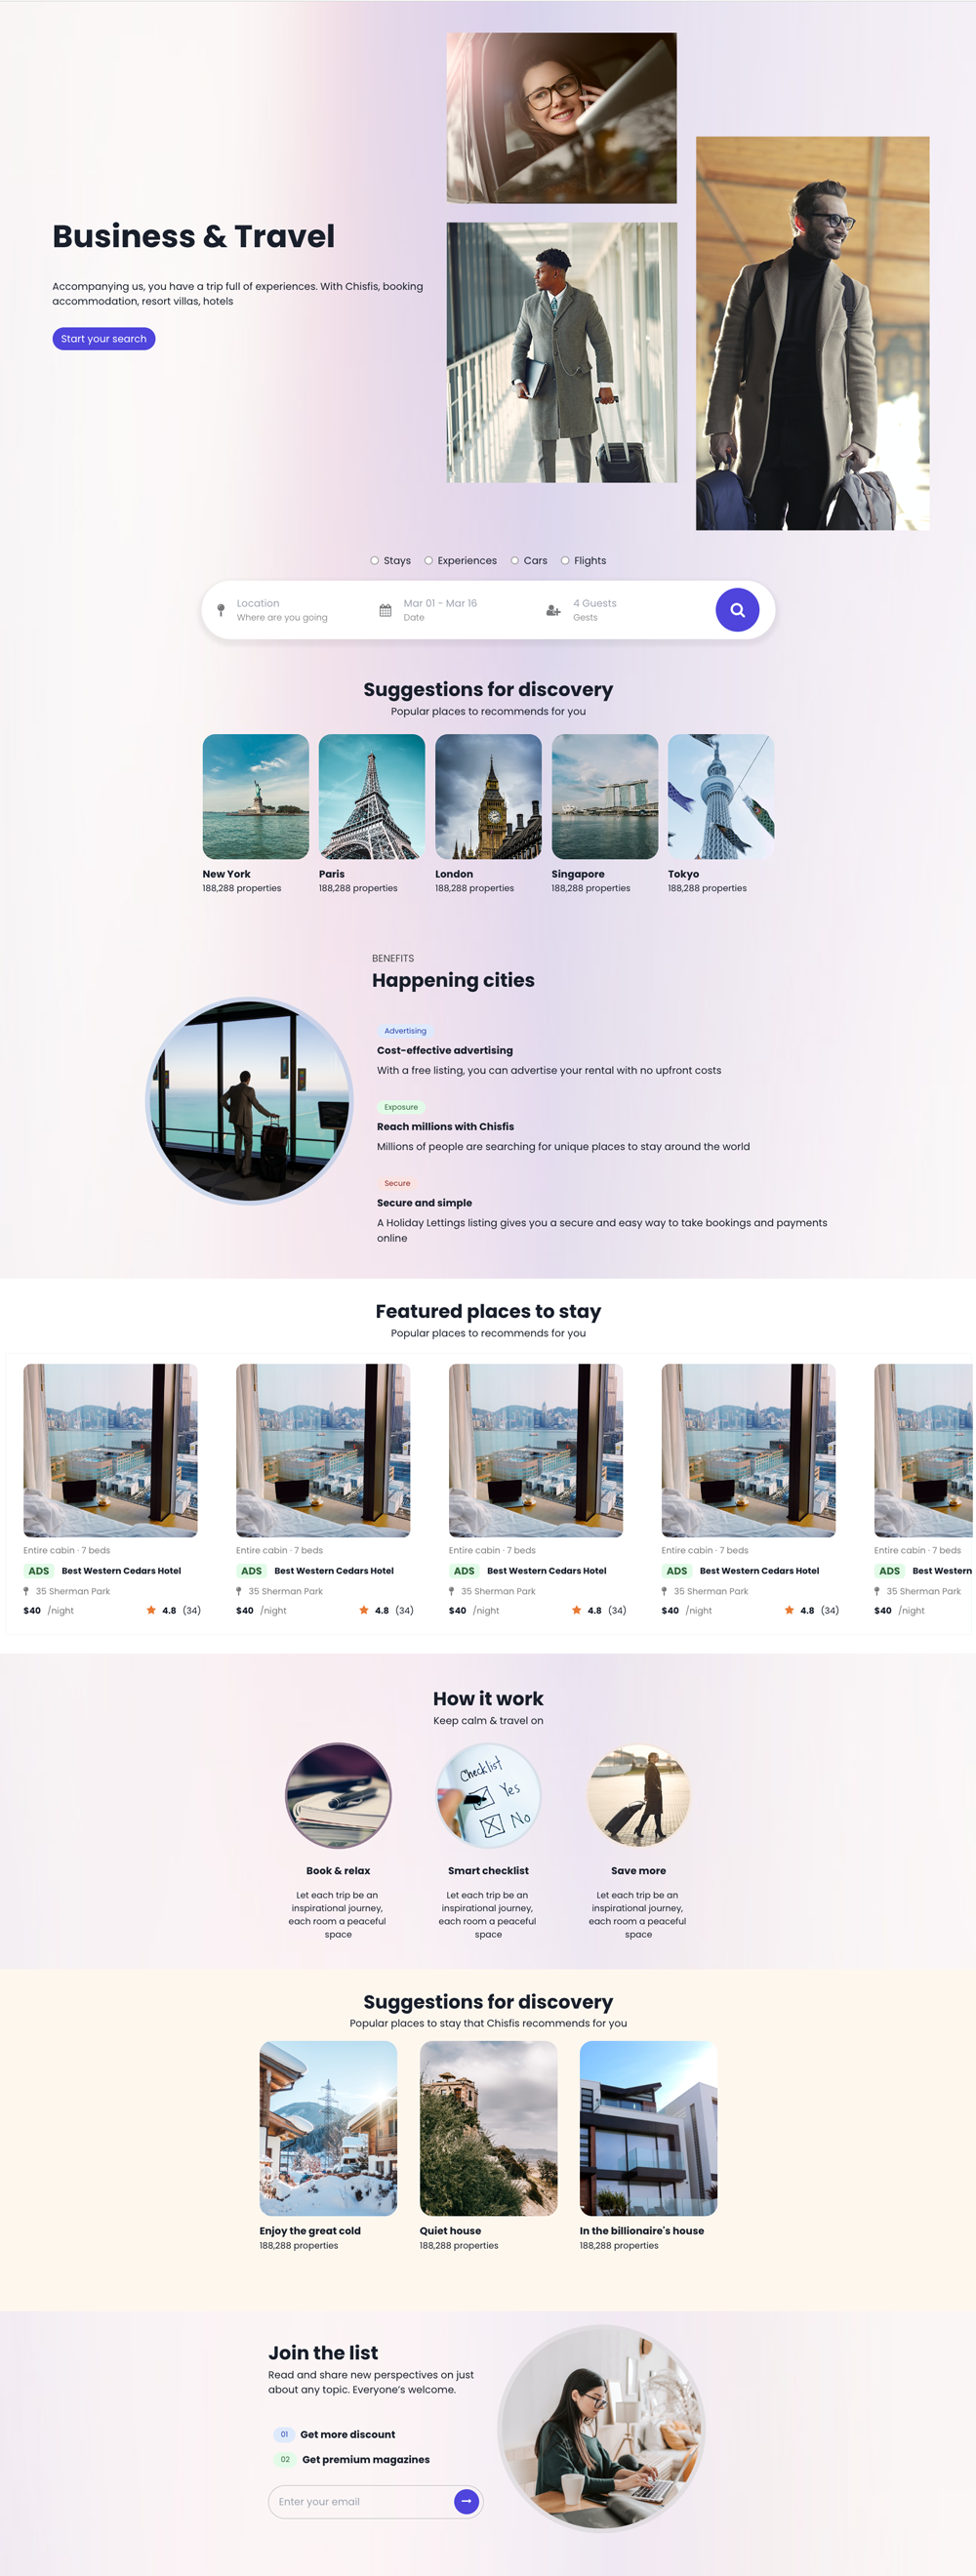 Business & Travel
Accompanying us, you have a trip full of experiences. With Chisfis, booking
accommodation, resort villas, hotels
Start your search
Stays Experiences Cars Flights
Location
Where are you going
Mar 01 - Mar 16
Date
4 Guests
Gests
Suggestions for discovery
Popular places to recommends for you
New York
188,288 properties
Paris
188,288 properties
London
188,288 properties
Singapore
188,288 properties
Tokyo
188,288 properties
BENEFITS
Happening cities
Advertising
Cost-effective advertising
With a free listing, you can advertise your rental with no upfront costs
Exposure
Reach millions with Chisfis
Millions of people are searching for unique places to stay around the world
Secure
Secure and simple
A Holiday Lettings listing gives you a secure and easy way to take bookings and payments
online
Featured places to stay
Popular places to recommends for you
Entire cabin · 7 beds
ADS Best Western Cedars Hotel
35 Sherman Park
$40 /night 4.8 (34)
Entire cabin · 7 beds
ADS Best Western Cedars Hotel
35 Sherman Park
$40 /night 4.8 (34)
Entire cabin · 7 beds
ADS Best Western Cedars Hotel
35 Sherman Park
$40 /night 4.8 (34)
Entire cabin · 7 beds
ADS Best Western Cedars Hotel
35 Sherman Park
$40 /night 4.8 (34)
Entire cabin · 7 beds
ADS Best Western
35 Sherman Park
$40 /night
How it work
Keep calm & travel on
Checklist
Yes
No
Book & relax
Let each trip be an
inspirational journey,
each room a peaceful
space
Smart checklist
Let each trip be an
inspirational journey,
each room a peaceful
space
Save more
Let each trip be an
inspirational journey,
each room a peaceful
space
Suggestions for discovery
Popular places to stay that Chisfis recommends for you
Enjoy the great cold
188,288 properties
Quiet house
188,288 properties
In the billionaire's house
188,288 properties
Join the list
Read and share new perspectives on just
about any topic. Everyone's welcome.
01 Get more discount
02 Get premium magazines
Enter your email